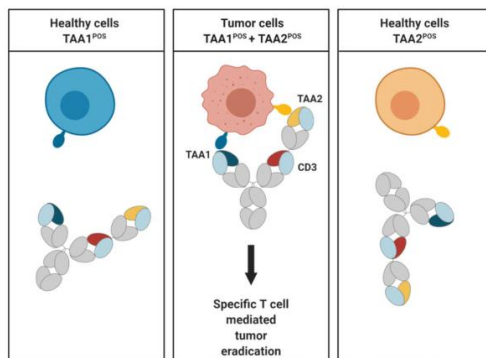 Healthy cells
TAA1POS
Tumor cells
TAA1POS + TAA2POS
Healthy cells
TAA2POS
TAA2
TAA1
CD3
Specific T cell
mediated
tumor
eradication